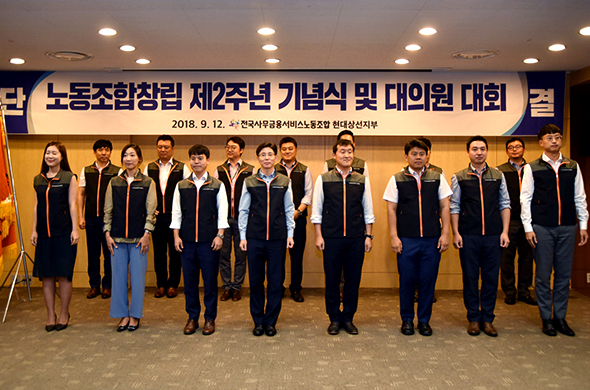 단 노동조합창립 제2주년 기념식 및 대의원 대회 결
2018. 9. 12. 전국사무금융서비스노동조합 현대상선지부